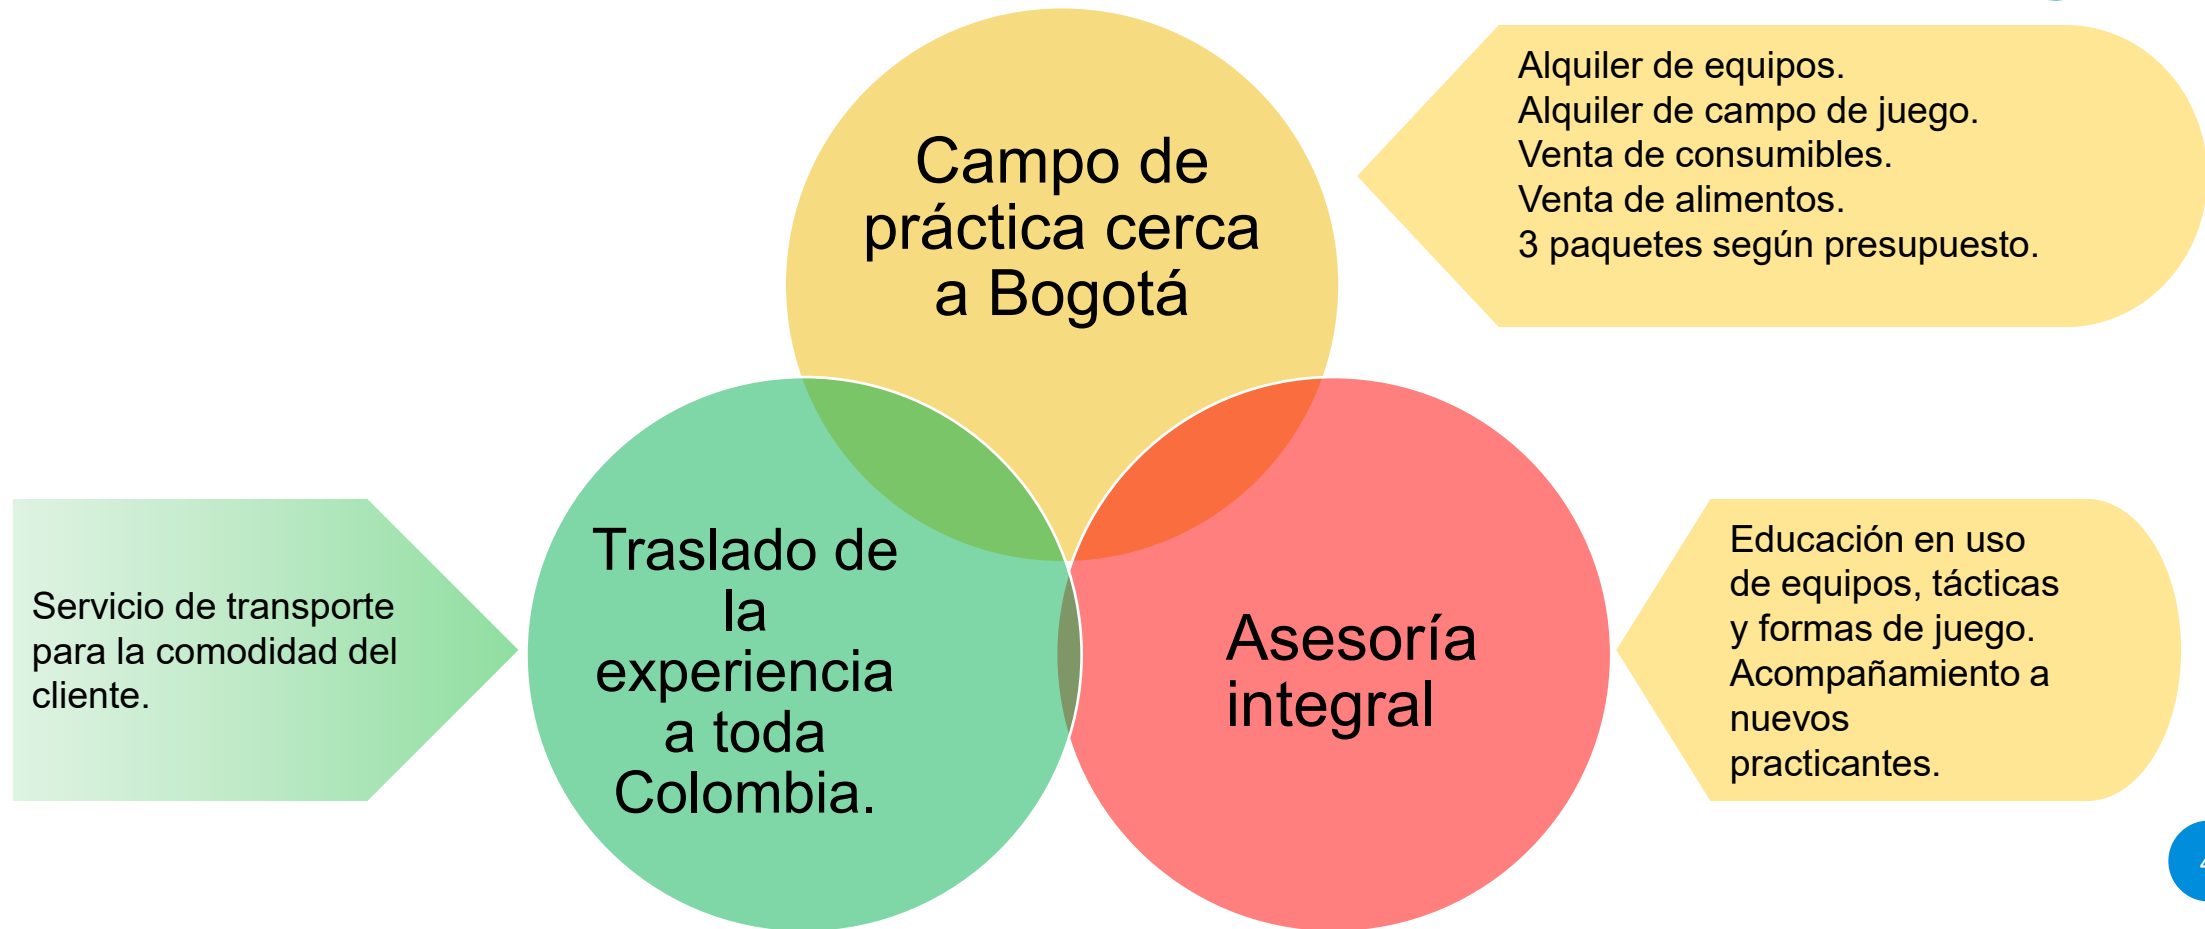 Campo de
práctica cerca
a Bogotá
Alquiler de equipos.
Alquiler de campo de juego.
Venta de consumibles.
Venta de alimentos.
3 paquetes según presupuesto.
Servicio de transporte
para la comodidad del
cliente.
Traslado de
la
experiencia
a toda
Colombia.
Asesoría
integral
Educación en uso
de equipos, tácticas
y formas de juego.
Acompañamiento a
nuevos
practicantes.